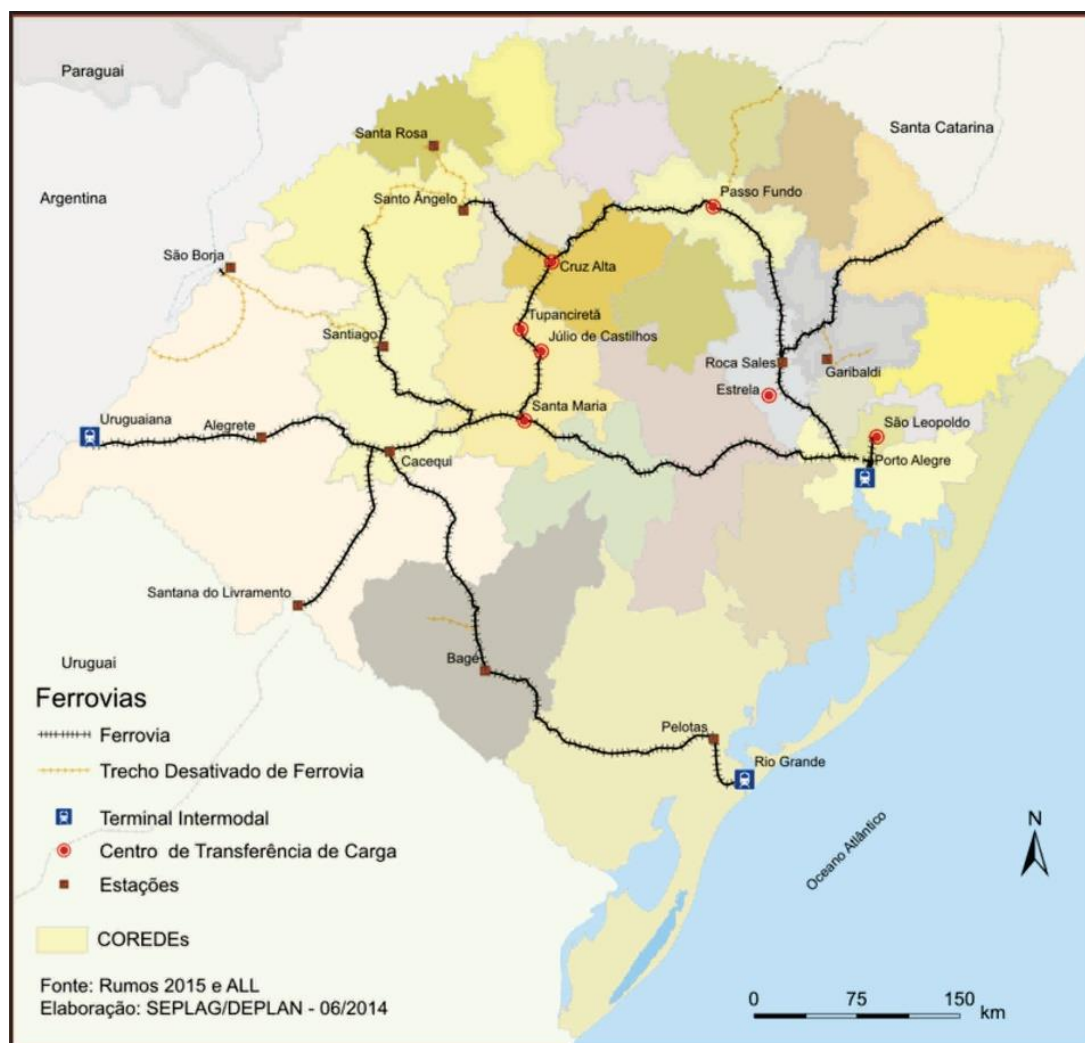 Paraguai
Santa Catarina
Santa Rosa
Argentina
Passo Fundo
Santo Ângelo
São Borja
Cruz Alta
Tupanciretã
Santiago
Júlio de Castilhos
Roca Sales
Garibaldi
Estrela
Uruguaiana
Santa Maria
São Leopoldo
Alegrete
Cacequi
Porto Alegre
Santana do Livramento
Uruguai
Bagé
Ferrovias
Pelotas
Ferrovia
Rio Grande
Trecho Desativado de Ferrovia
Terminal Intermodal
Oceano Atlântico
N
Centro de Transferência de Carga
Estações
COREDEs
Fonte: Rumos 2015 e ALL
Elaboração: SEPLAG/DEPLAN - 06/2014
0 75 150
km